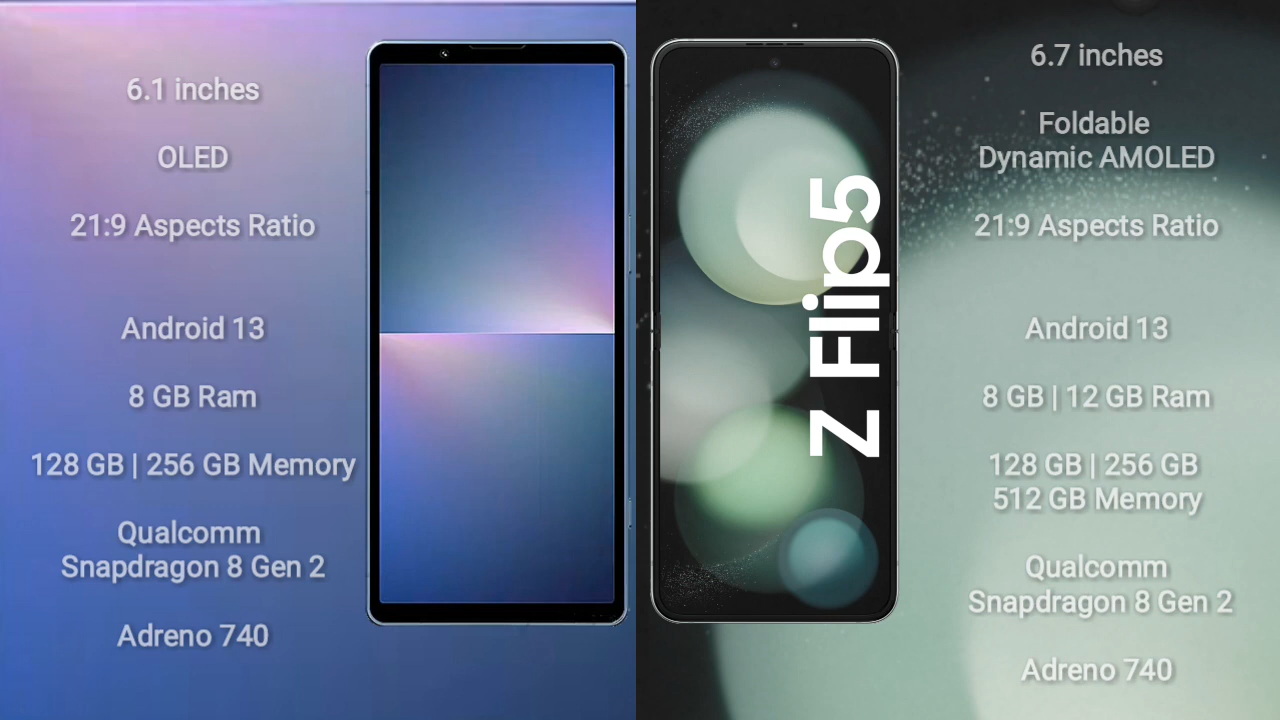 6.1 inches
OLED
21:9 Aspects Ratio
Android 13
8 GB Ram
128 GB | 256 GB Memory
Qualcomm
Snapdragon 8 Gen 2
Adreno 740
Z Flip5
6.7 inches
Foldable
Dynamic AMOLED
21:9 Aspects Ratio
Android 13
8 GB | 12 GB Ram
128 GB | 256 GB
512 GB Memory
Qualcomm
Snapdragon 8 Gen 2
Adreno 740